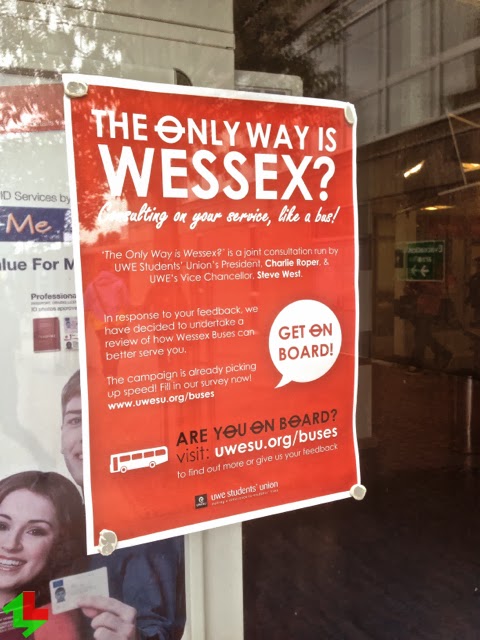 THE ONLY WAY IS
WESSEX?
Consulting on your service, like a bus!
'The Only Way is Wessex?' is a joint consultation run by
UWE Students' Union's President, Charlie Roper, &
UWE's Vice Chancellor, Steve West.
In response to your feedback, we
have decided to undertake a
review of how Wessex Buses can
better serve you.
The campaign is already picking
up speed! Fill in our survey now!
www.uwesu.org/buses
GET ON
BOARD!
ARE YOU ON BOARD?
visit: uwesu.org/buses
to find out more or give us your feedback
uwe students' union
ID Services by
-Me
alue For M
Professiona